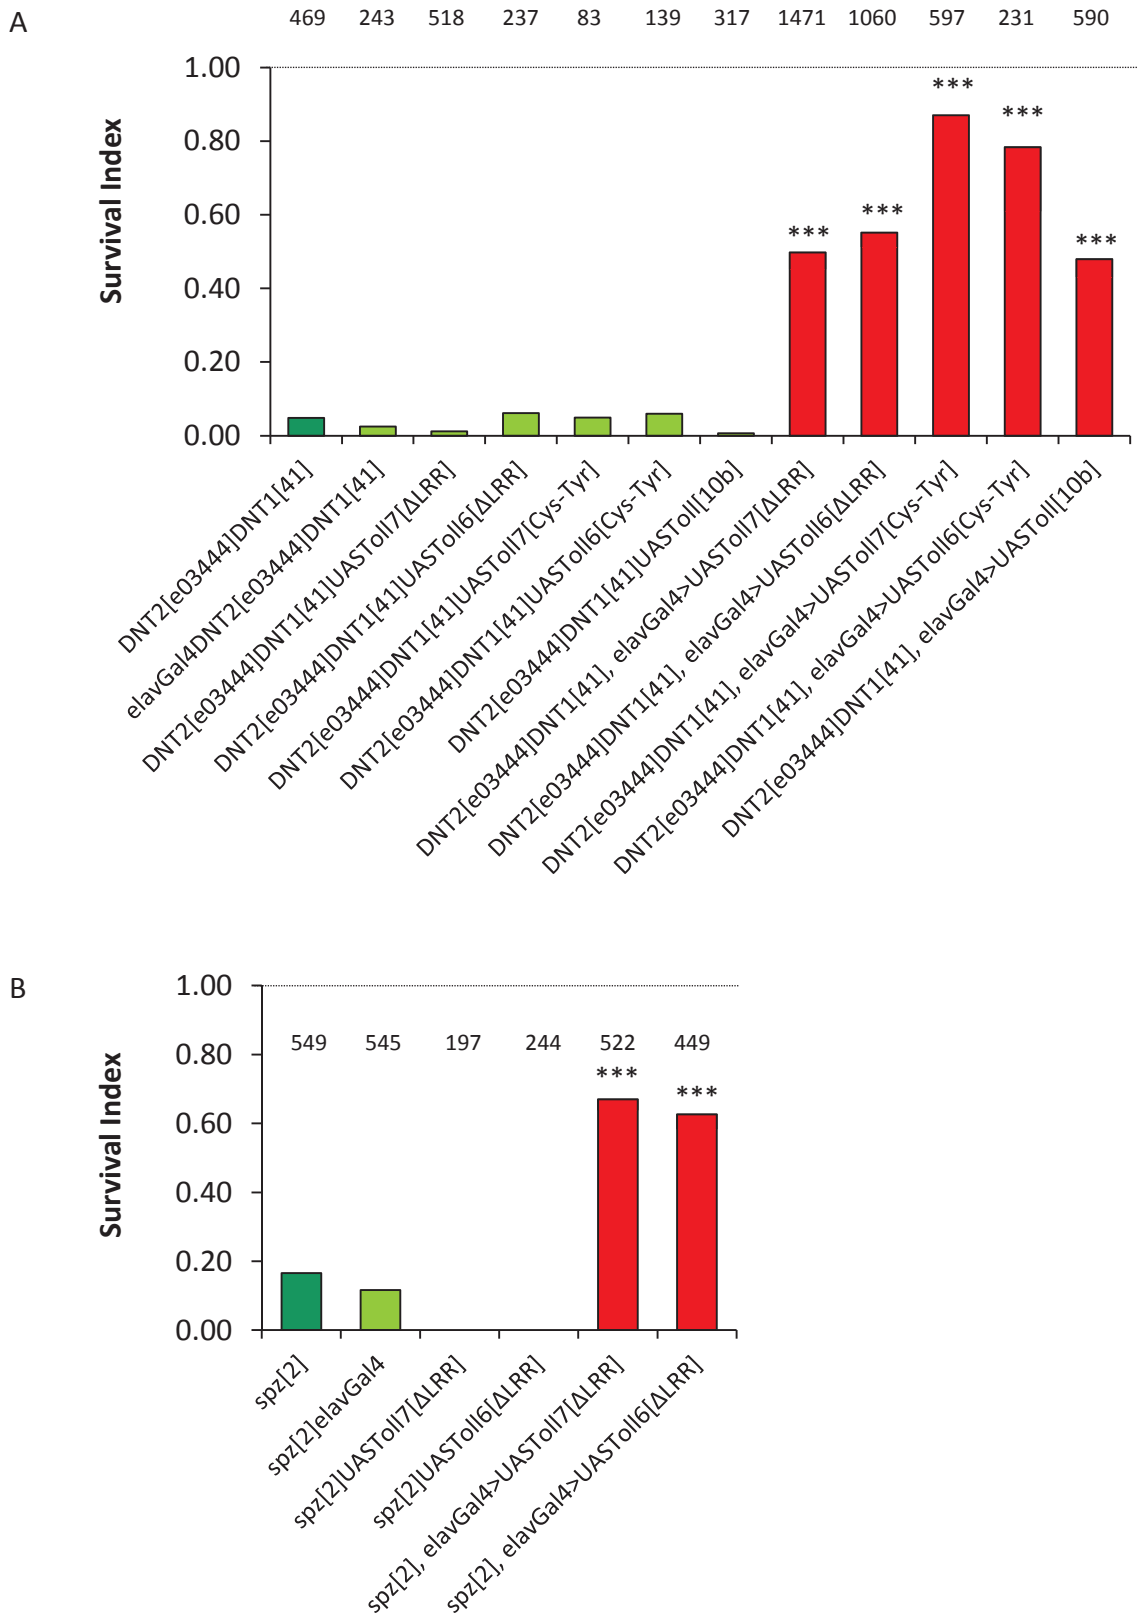 A
469 243 518 237 83 139 317 1471 1060 597 231 590
Survival Index
1.00
0.80
0.60
0.40
0.20
0.00
*** *** *** *** ***
DNT2[e03444]DNT1[41]
elavGal4DNT2[e03444]DNT1[41]
DNT2[e03444]DNT1[41]UASToll7[ΔLRR]
DNT2[e03444]DNT1[41]UASToll6[ΔLRR]
DNT2[e03444]DNT1[41]UASToll7[Cys-Tyr]
DNT2[e03444]DNT1[41]UASToll6[Cys-Tyr]
DNT2[e03444]DNT1[41]UASToll[10b]
DNT2[e03444]DNT1[41], elavGal4>UASToll7[ΔLRR]
DNT2[e03444]DNT1[41], elavGal4>UASToll6[ΔLRR]
DNT2[e03444]DNT1[41], elavGal4>UASToll7[Cys-Tyr]
DNT2[e03444]DNT1[41], elavGal4>UASToll6[Cys-Tyr]
DNT2[e03444]DNT1[41], elavGal4>UASToll[10b]
B
Survival Index
1.00
0.80
0.60
0.40
0.20
0.00
549 545 197 244 522 449
*** ***
spz[2]
spz[2]elavGal4
spz[2]UASToll7[ΔLRR]
spz[2]UASToll6[ΔLRR]
spz[2], elavGal4>UASToll7[ΔLRR]
spz[2], elavGal4>UASToll6[ΔLRR]